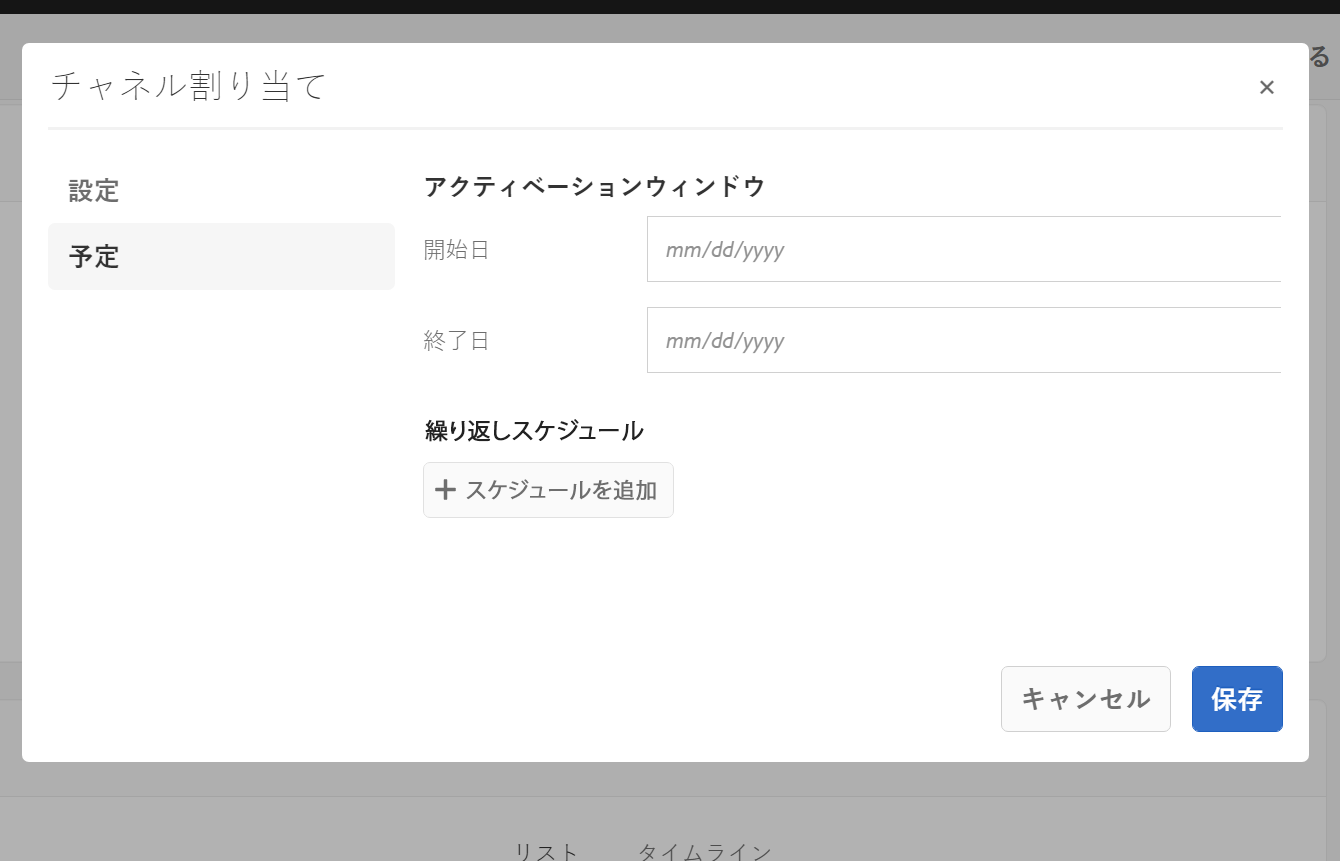 る
チャネル割り当て
×
設定
予定
アクティベーションウィンドウ
開始日
mm/dd/yyyy
終了日
mm/dd/yyyy
繰り返しスケジュール
+ スケジュールを追加
キャンセル
保存
リスト
タイムライン